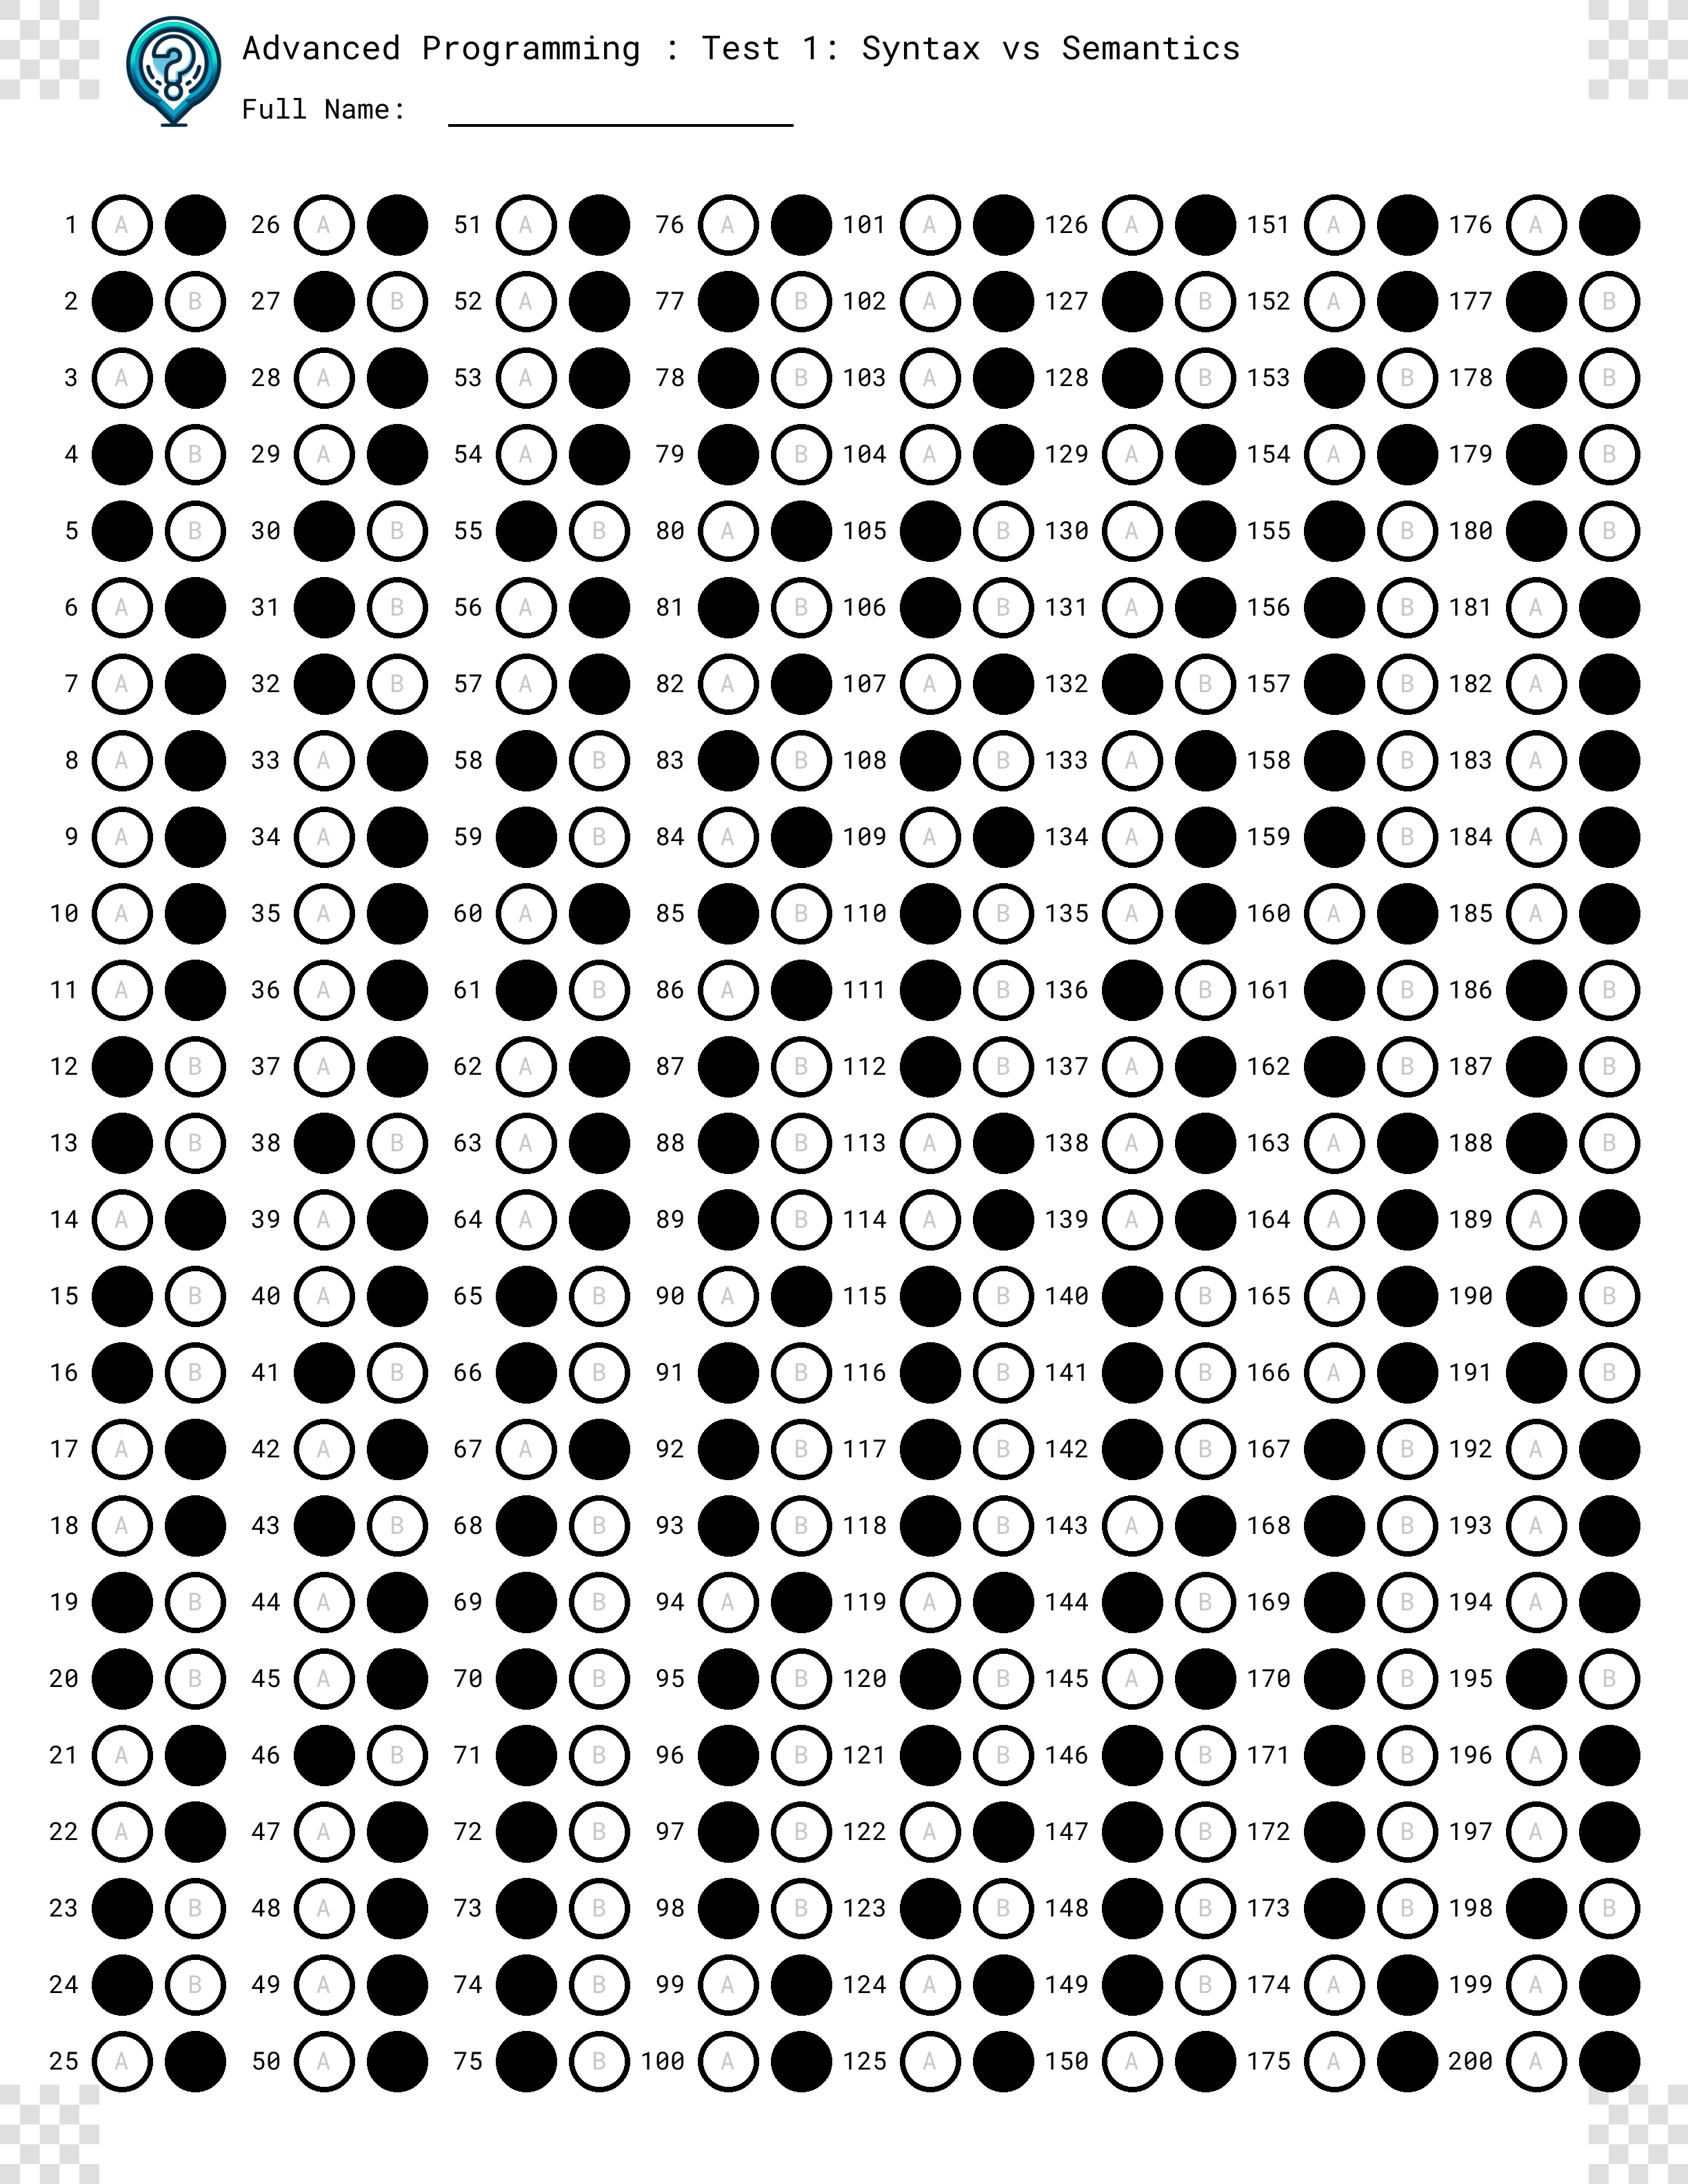 Advanced Programming : Test 1: Syntax vs Semantics
Full Name:
1 A 26 A 51 A 76 A 101 A 126 A 151 A 176 A
2 B 27 B 52 A 77 B 102 A 127 B 152 A 177 B
3 A 28 A 53 A 78 B 103 A 128 B 153 B 178 B
4 B 29 A 54 A 79 B 104 A 129 A 154 A 179 B
5 B 30 B 55 B 80 A 105 B 130 A 155 B 180 B
6 A 31 B 56 A 81 B 106 B 131 A 156 B 181 A
7 A 32 B 57 A 82 A 107 A 132 B 157 B 182 A
8 A 33 A 58 B 83 B 108 B 133 A 158 B 183 A
9 A 34 A 59 B 84 A 109 A 134 A 159 B 184 A
10 A 35 A 60 A 85 B 110 B 135 A 160 A 185 A
11 A 36 A 61 B 86 A 111 B 136 B 161 B 186 B
12 B 37 A 62 A 87 B 112 B 137 A 162 B 187 B
13 B 38 B 63 A 88 B 113 A 138 A 163 A 188 B
14 A 39 A 64 A 89 B 114 A 139 A 164 A 189 A
15 B 40 A 65 B 90 A 115 B 140 B 165 A 190 B
16 B 41 B 66 B 91 B 116 B 141 B 166 A 191 B
17 A 42 A 67 A 92 B 117 B 142 B 167 B 192 A
18 A 43 B 68 B 93 B 118 B 143 A 168 B 193 A
19 B 44 A 69 B 94 A 119 A 144 B 169 B 194 A
20 B 45 A 70 B 95 B 120 B 145 A 170 B 195 B
21 A 46 B 71 B 96 B 121 B 146 B 171 B 196 A
22 A 47 A 72 B 97 B 122 A 147 B 172 B 197 A
23 B 48 A 73 B 98 B 123 B 148 B 173 B 198 B
24 B 49 A 74 B 99 A 124 A 149 B 174 A 199 A
25 A 50 A 75 B 100 A 125 A 150 A 175 A 200 A